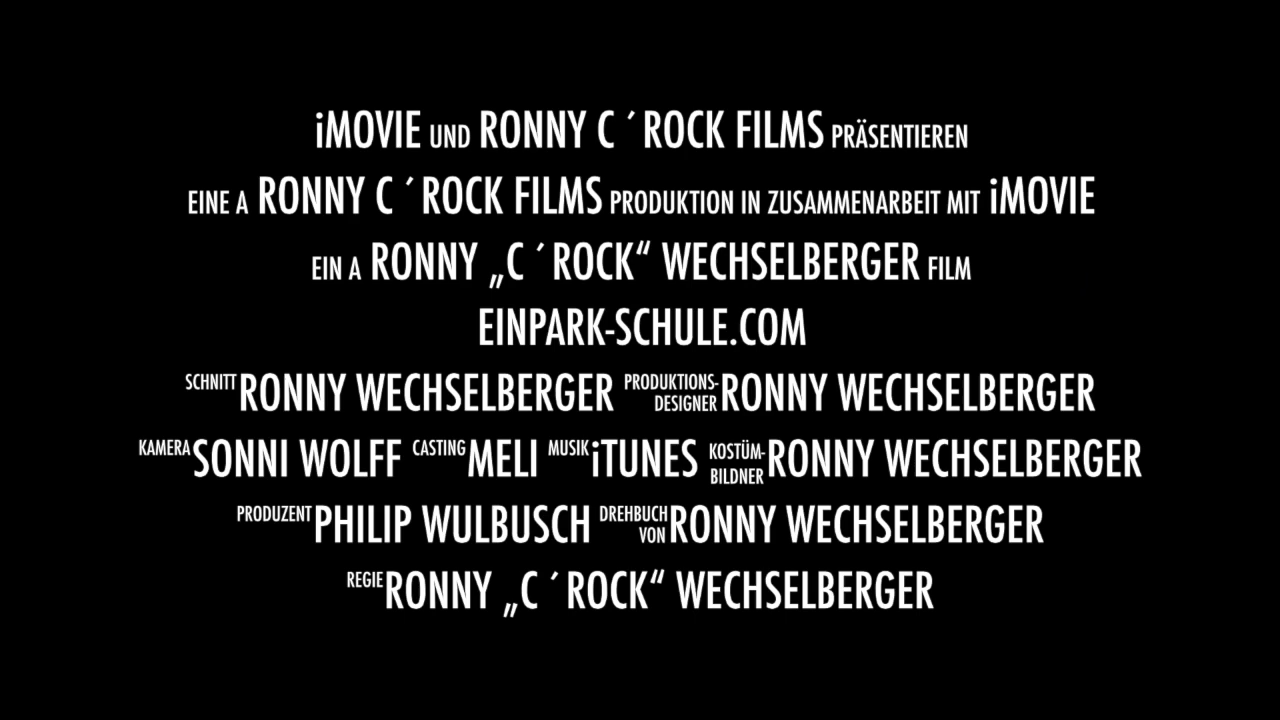 iMOVIE UND RONNY C ´ROCK FILMS PRÄSENTIEREN
EINE A RONNY C ´ROCK FILMS PRODUKTION IN ZUSAMMENARBEIT MIT iMOVIE
EIN A RONNY „C ´ROCK“ WECHSELBERGER FILM
EINPARK-SCHULE.COM
SCHNITT RONNY WECHSELBERGER PRODUKTIONS-DESIGNER RONNY WECHSELBERGER
KAMERA SONNI WOLFF CASTING MELI MUSIK iTUNES KOSTÜM-BILDNER RONNY WECHSELBERGER
PRODUZENT PHILIP WULBUSCH DREHBUCH VON RONNY WECHSELBERGER
REGIE RONNY „C ´ROCK“ WECHSELBERGER